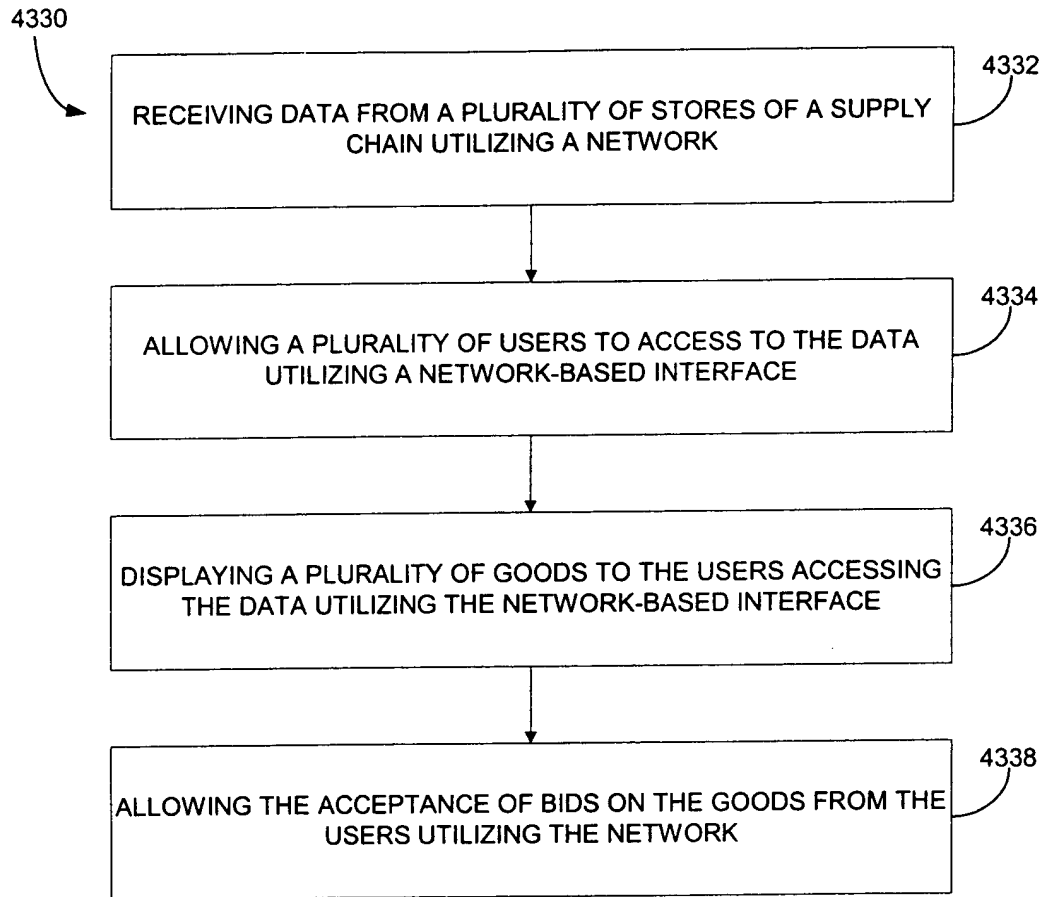 4330
4332
RECEIVING DATA FROM A PLURALITY OF STORES OF A SUPPLY
CHAIN UTILIZING A NETWORK
4334
ALLOWING A PLURALITY OF USERS TO ACCESS TO THE DATA
UTILIZING A NETWORK-BASED INTERFACE
4336
DISPLAYING A PLURALITY OF GOODS TO THE USERS ACCESSING
THE DATA UTILIZING THE NETWORK-BASED INTERFACE
4338
ALLOWING THE ACCEPTANCE OF BIDS ON THE GOODS FROM THE
USERS UTILIZING THE NETWORK